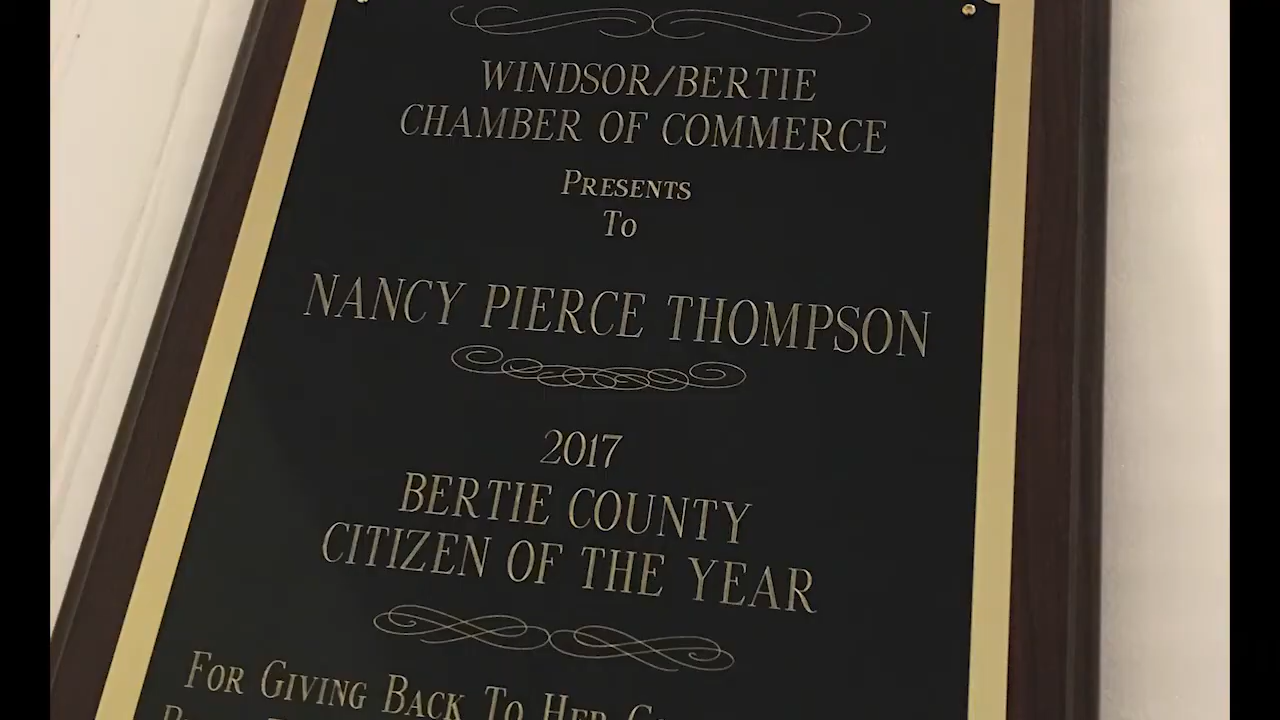 WINDSOR/BERTIE
CHAMBER OF COMMERCE
PRESENTS
TO
NANCY PIERCE THOMPSON
2017
BERTIE COUNTY
CITIZEN OF THE YEAR
FOR GIVING BACK TO HER